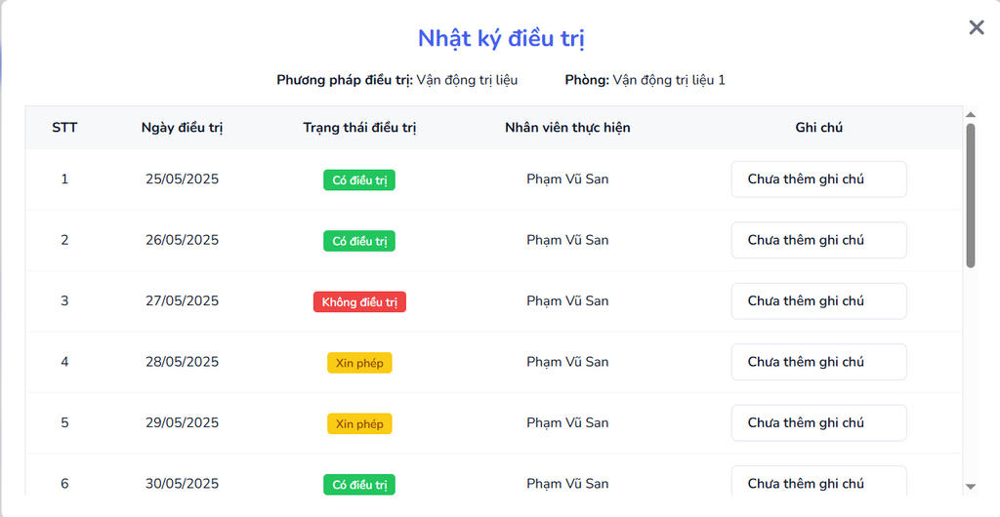 Nhật ký điều trị
Phương pháp điều trị: Vận động trị liệu Phòng: Vận động trị liệu 1
STT Ngày điều trị Trạng thái điều trị Nhân viên thực hiện Ghi chú
1 25/05/2025 Có điều trị Phạm Vũ San Chưa thêm ghi chú
2 26/05/2025 Có điều trị Phạm Vũ San Chưa thêm ghi chú
3 27/05/2025 Không điều trị Phạm Vũ San Chưa thêm ghi chú
4 28/05/2025 Xin phép Phạm Vũ San Chưa thêm ghi chú
5 29/05/2025 Xin phép Phạm Vũ San Chưa thêm ghi chú
6 30/05/2025 Có điều trị Phạm Vũ San Chưa thêm ghi chú